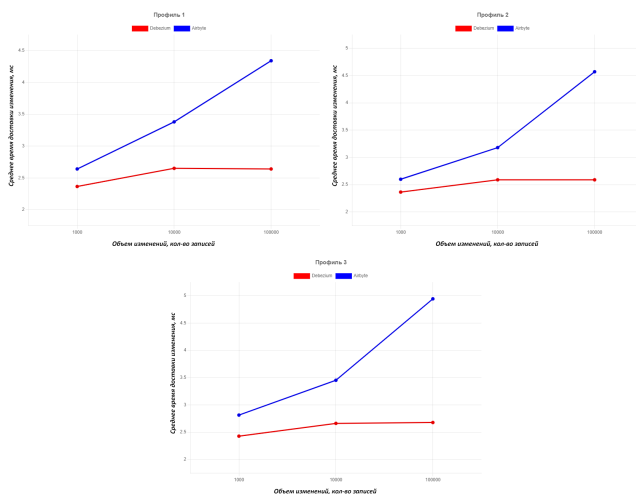 Профиль 1
Debezium Airbyte
4.5
4
3.5
3
2.5
2
Среднее время доставки изменения, мс
1000 10000 100000
Объем изменений, кол-во записей
Профиль 2
Debezium Airbyte
5
4.5
4
3.5
3
2.5
2
Среднее время доставки изменения, мс
1000 10000 100000
Объем изменений, кол-во записей
Профиль 3
Debezium Airbyte
5
4.5
4
3.5
3
2.5
2
Среднее время доставки изменения, мс
1000 10000 100000
Объем изменений, кол-во записей